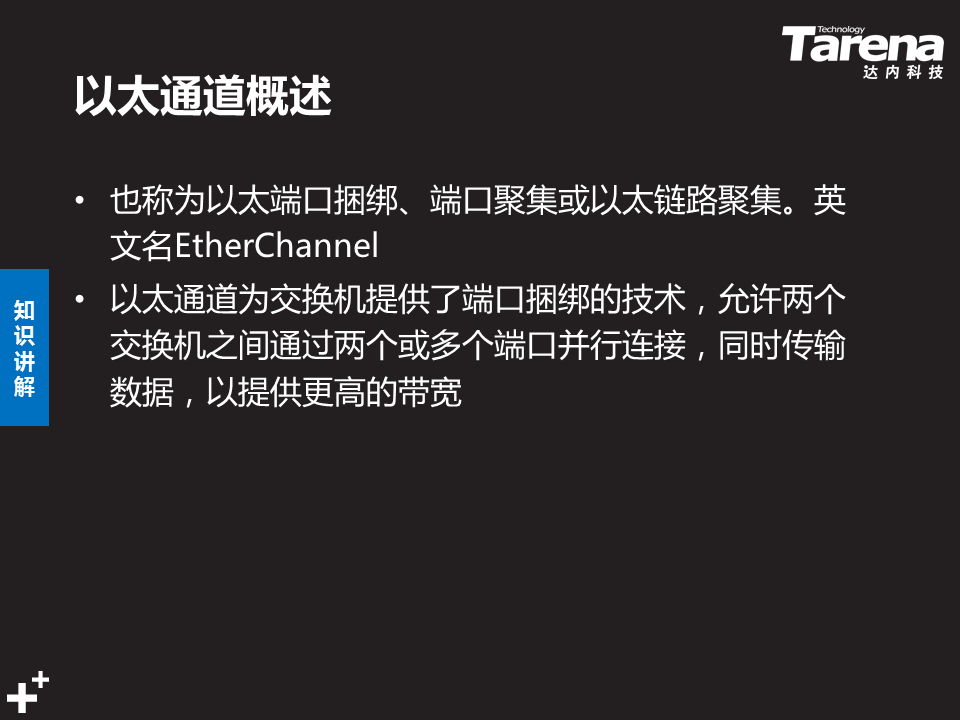 Technology
Tarena
达内科技
以太通道概述
• 也称为以太端口捆绑、端口聚集或以太链路聚集。英
文名EtherChannel
• 以太通道为交换机提供了端口捆绑的技术，允许两个
交换机之间通过两个或多个端口并行连接，同时传输
数据，以提供更高的带宽
知
识
讲
解